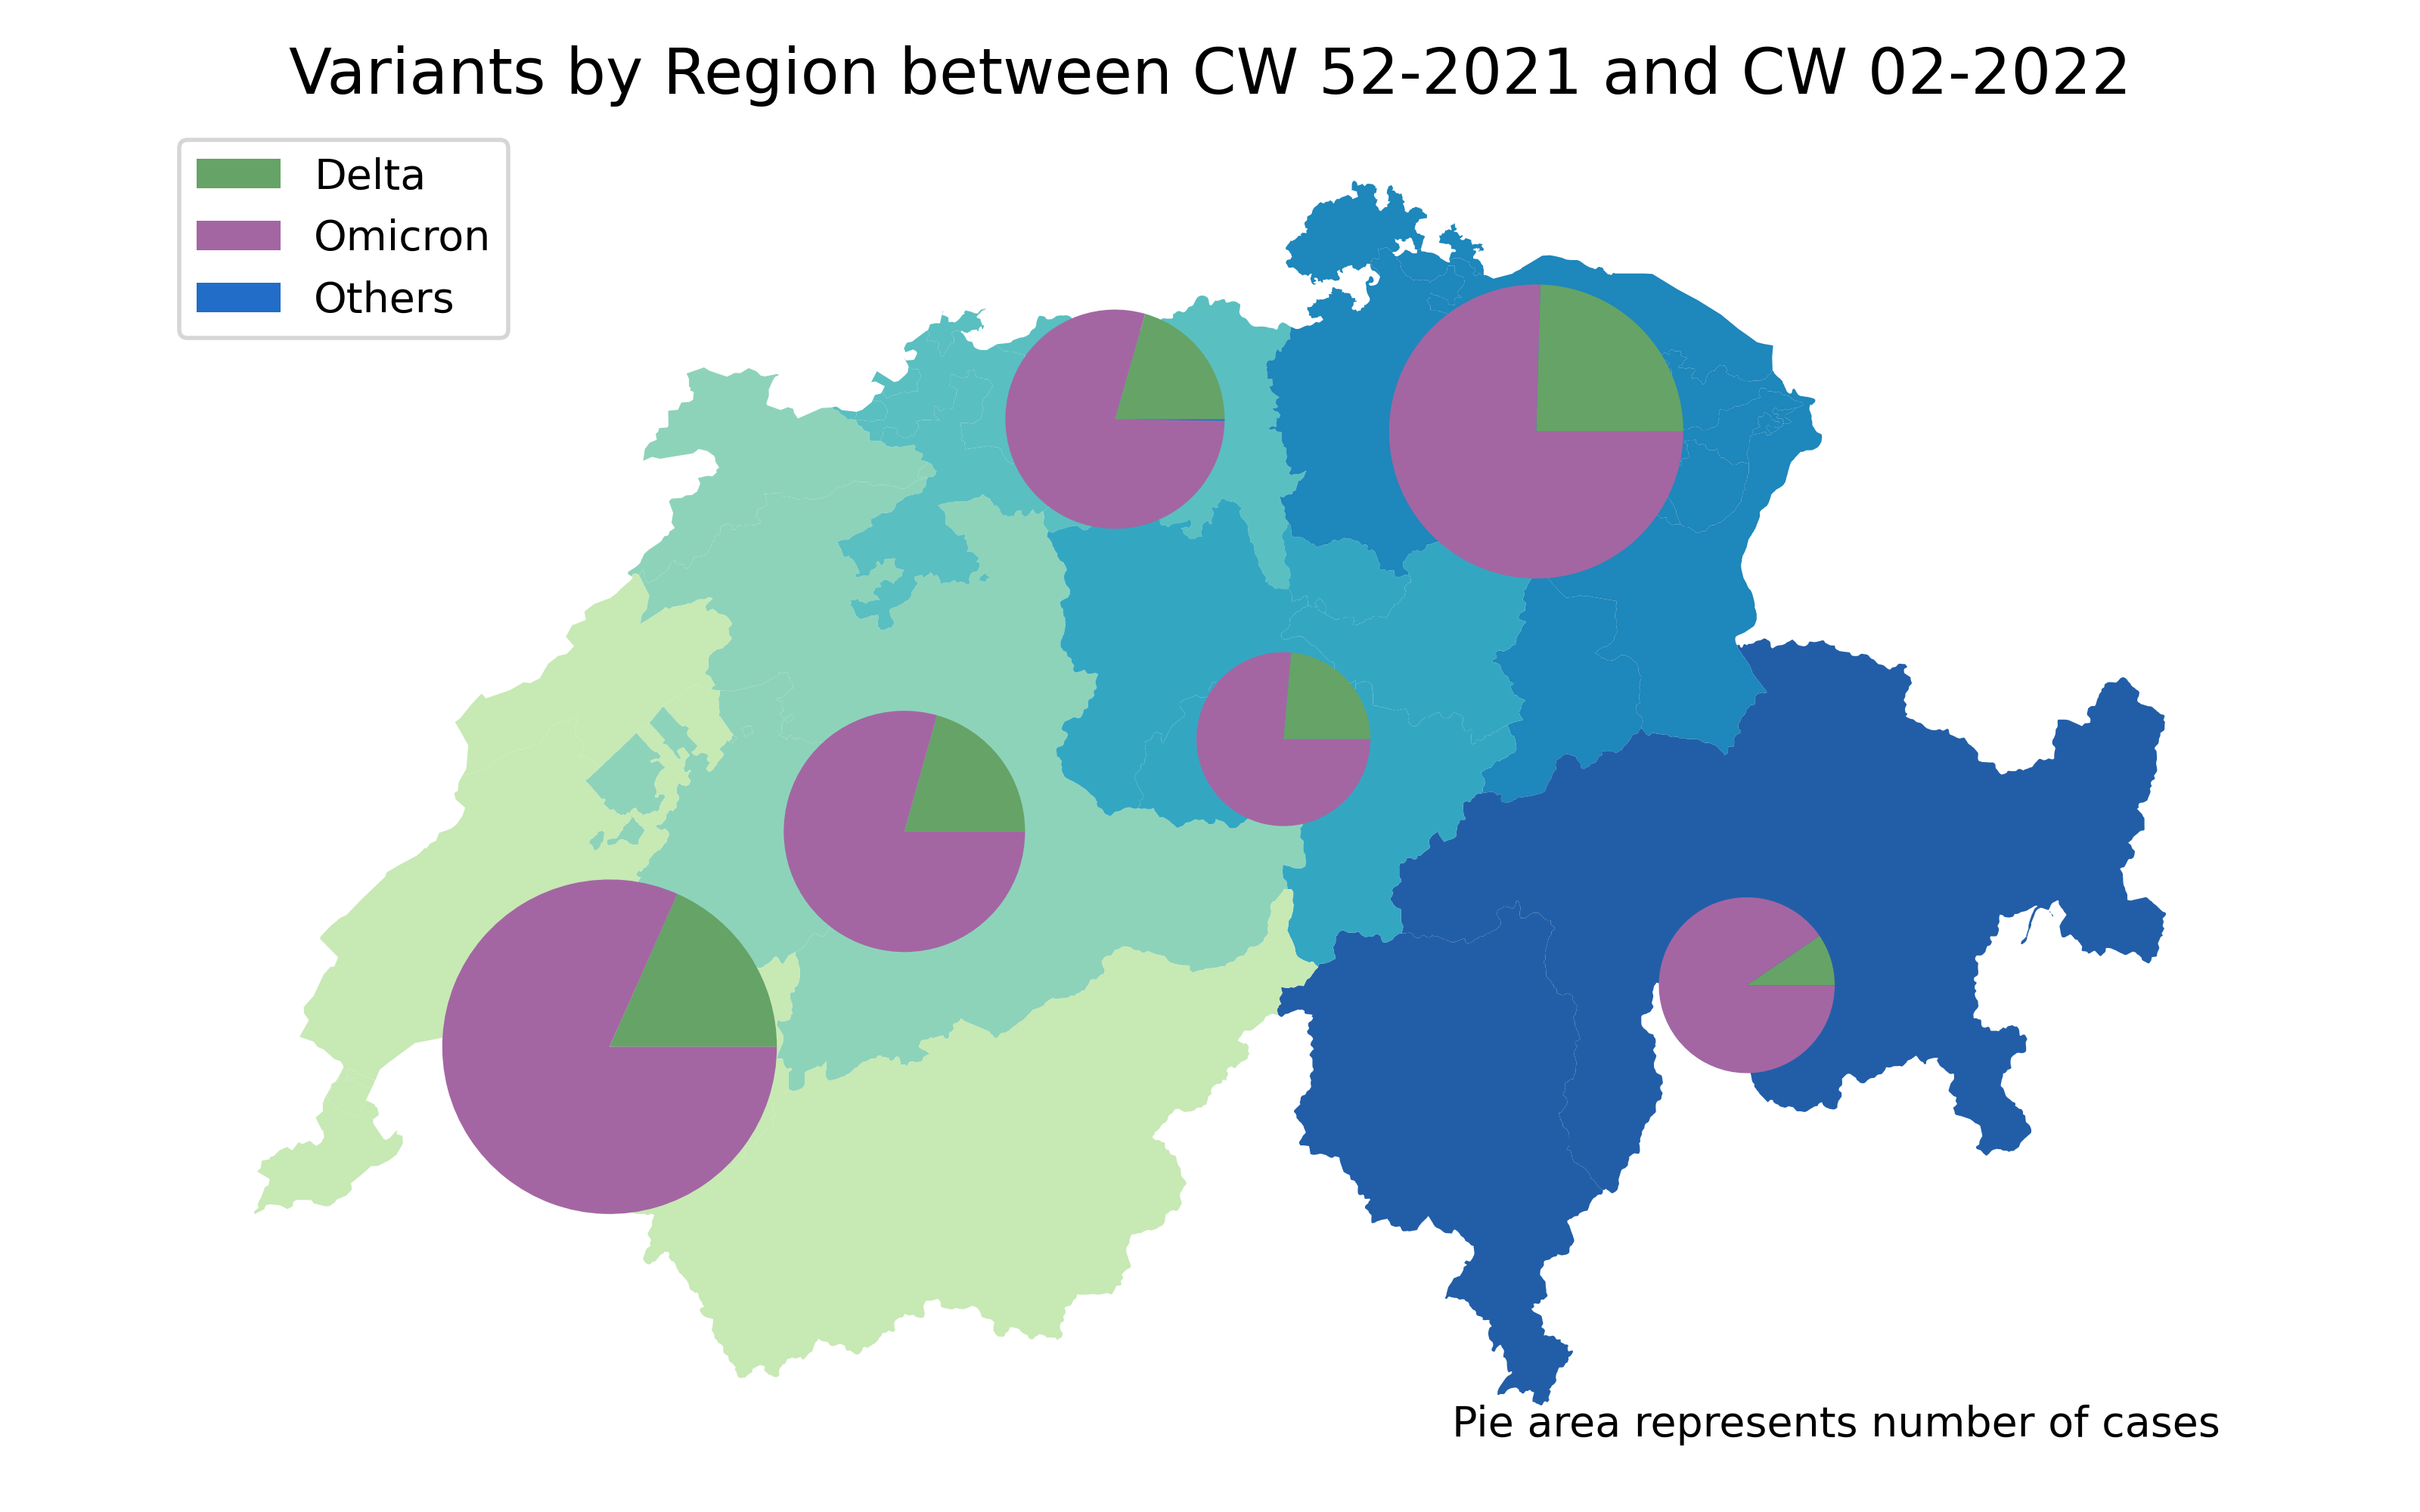 Variants by Region between CW 52-2021 and CW 02-2022
Delta
Omicron
Others
Pie area represents number of cases